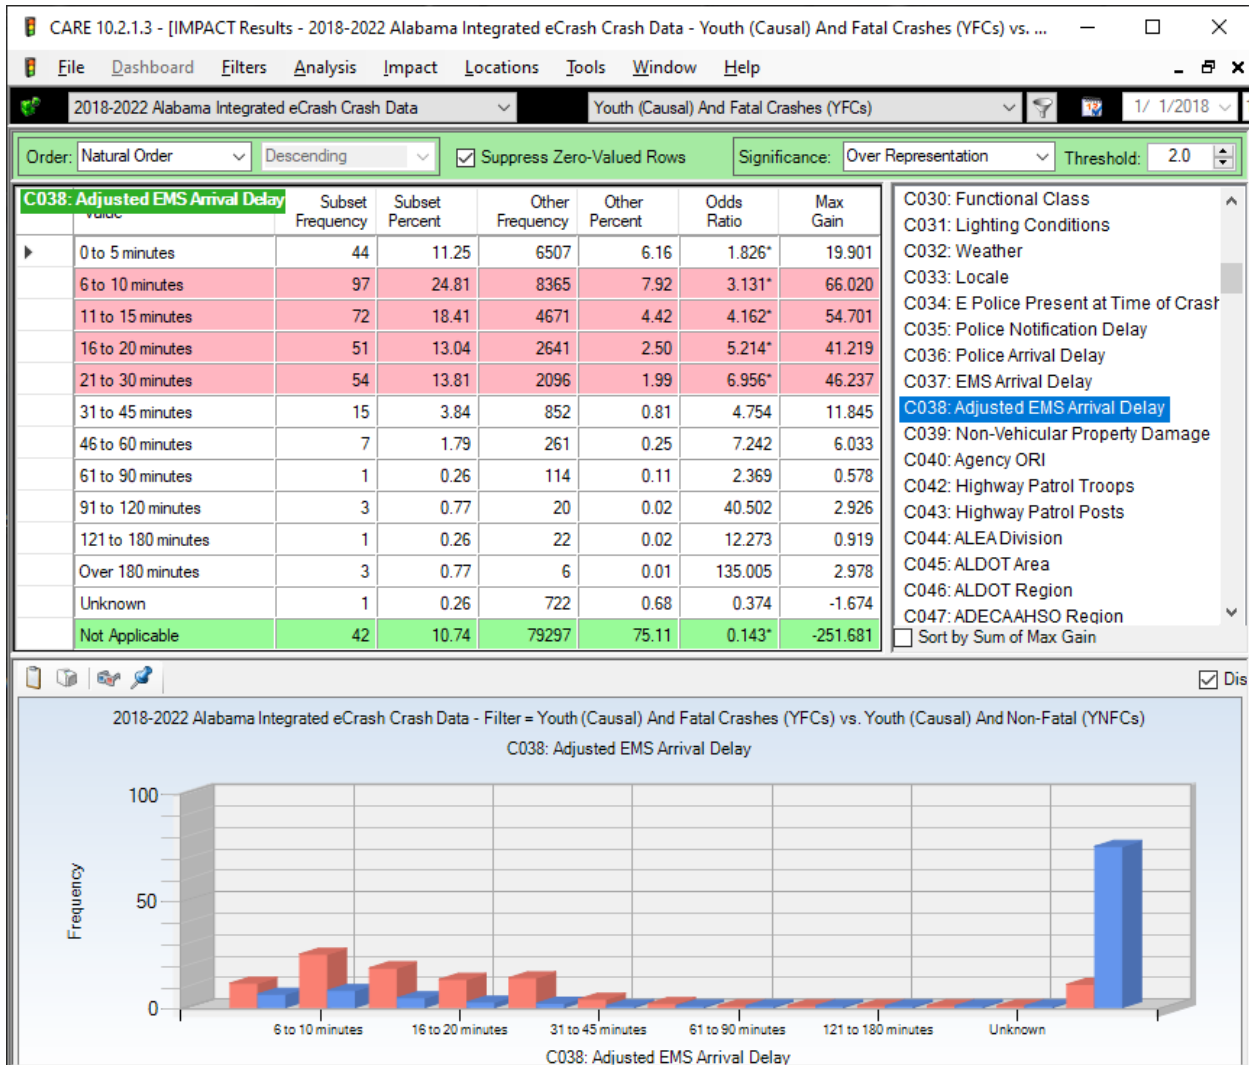 CARE 10.2.1.3 - [IMPACT Results - 2018-2022 Alabama Integrated eCrash Crash Data - Youth (Causal) And Fatal Crashes (YFCs) vs. ...
File Dashboard Filters Analysis Impact Locations Tools Window Help
2018-2022 Alabama Integrated eCrash Crash Data Youth (Causal) And Fatal Crashes (YFCs) 1/ 1/2018
Order: Natural Order Descending Suppress Zero-Valued Rows Significance: Over Representation Threshold: 2.0
C038: Adjusted EMS Arrival Delay
Value Subset Frequency Subset Percent Other Frequency Other Percent Odds Ratio Max Gain
0 to 5 minutes 44 11.25 6507 6.16 1.826* 19.901
6 to 10 minutes 97 24.81 8365 7.92 3.131* 66.020
11 to 15 minutes 72 18.41 4671 4.42 4.162* 54.701
16 to 20 minutes 51 13.04 2641 2.50 5.214* 41.219
21 to 30 minutes 54 13.81 2096 1.99 6.956* 46.237
31 to 45 minutes 15 3.84 852 0.81 4.754 11.845
46 to 60 minutes 7 1.79 261 0.25 7.242 6.033
61 to 90 minutes 1 0.26 114 0.11 2.369 0.578
91 to 120 minutes 3 0.77 20 0.02 40.502 2.926
121 to 180 minutes 1 0.26 22 0.02 12.273 0.919
Over 180 minutes 3 0.77 6 0.01 135.005 2.978
Unknown 1 0.26 722 0.68 0.374 -1.674
Not Applicable 42 10.74 79297 75.11 0.143* -251.681
C030: Functional Class
C031: Lighting Conditions
C032: Weather
C033: Locale
C034: E Police Present at Time of Crash
C035: Police Notification Delay
C036: Police Arrival Delay
C037: EMS Arrival Delay
C038: Adjusted EMS Arrival Delay
C039: Non-Vehicular Property Damage
C040: Agency ORI
C042: Highway Patrol Troops
C043: Highway Patrol Posts
C044: ALEA Division
C045: ALDOT Area
C046: ALDOT Region
C047: ADECAAHSO Region
Sort by Sum of Max Gain
Dis
2018-2022 Alabama Integrated eCrash Crash Data - Filter = Youth (Causal) And Fatal Crashes (YFCs) vs. Youth (Causal) And Non-Fatal (YNFCs)
C038: Adjusted EMS Arrival Delay
100
50
0
Frequency
6 to 10 minutes 16 to 20 minutes 31 to 45 minutes 61 to 90 minutes 121 to 180 minutes Unknown
C038: Adjusted EMS Arrival Delay